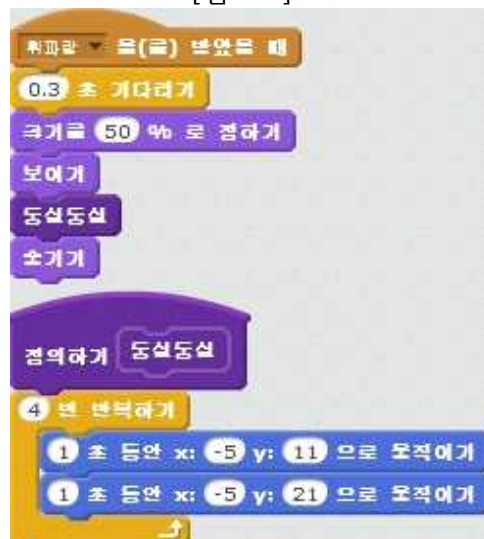 휘파람 을(를) 받았을 때
0.3 초 기다리기
크기를 50 % 로 정하기
보이기
둥실둥실
숨기기
정의하기 둥실둥실
4 번 반복하기
1 초 동안 x: -5 y: 11 으로 움직이기
1 초 동안 x: -5 y: 21 으로 움직이기